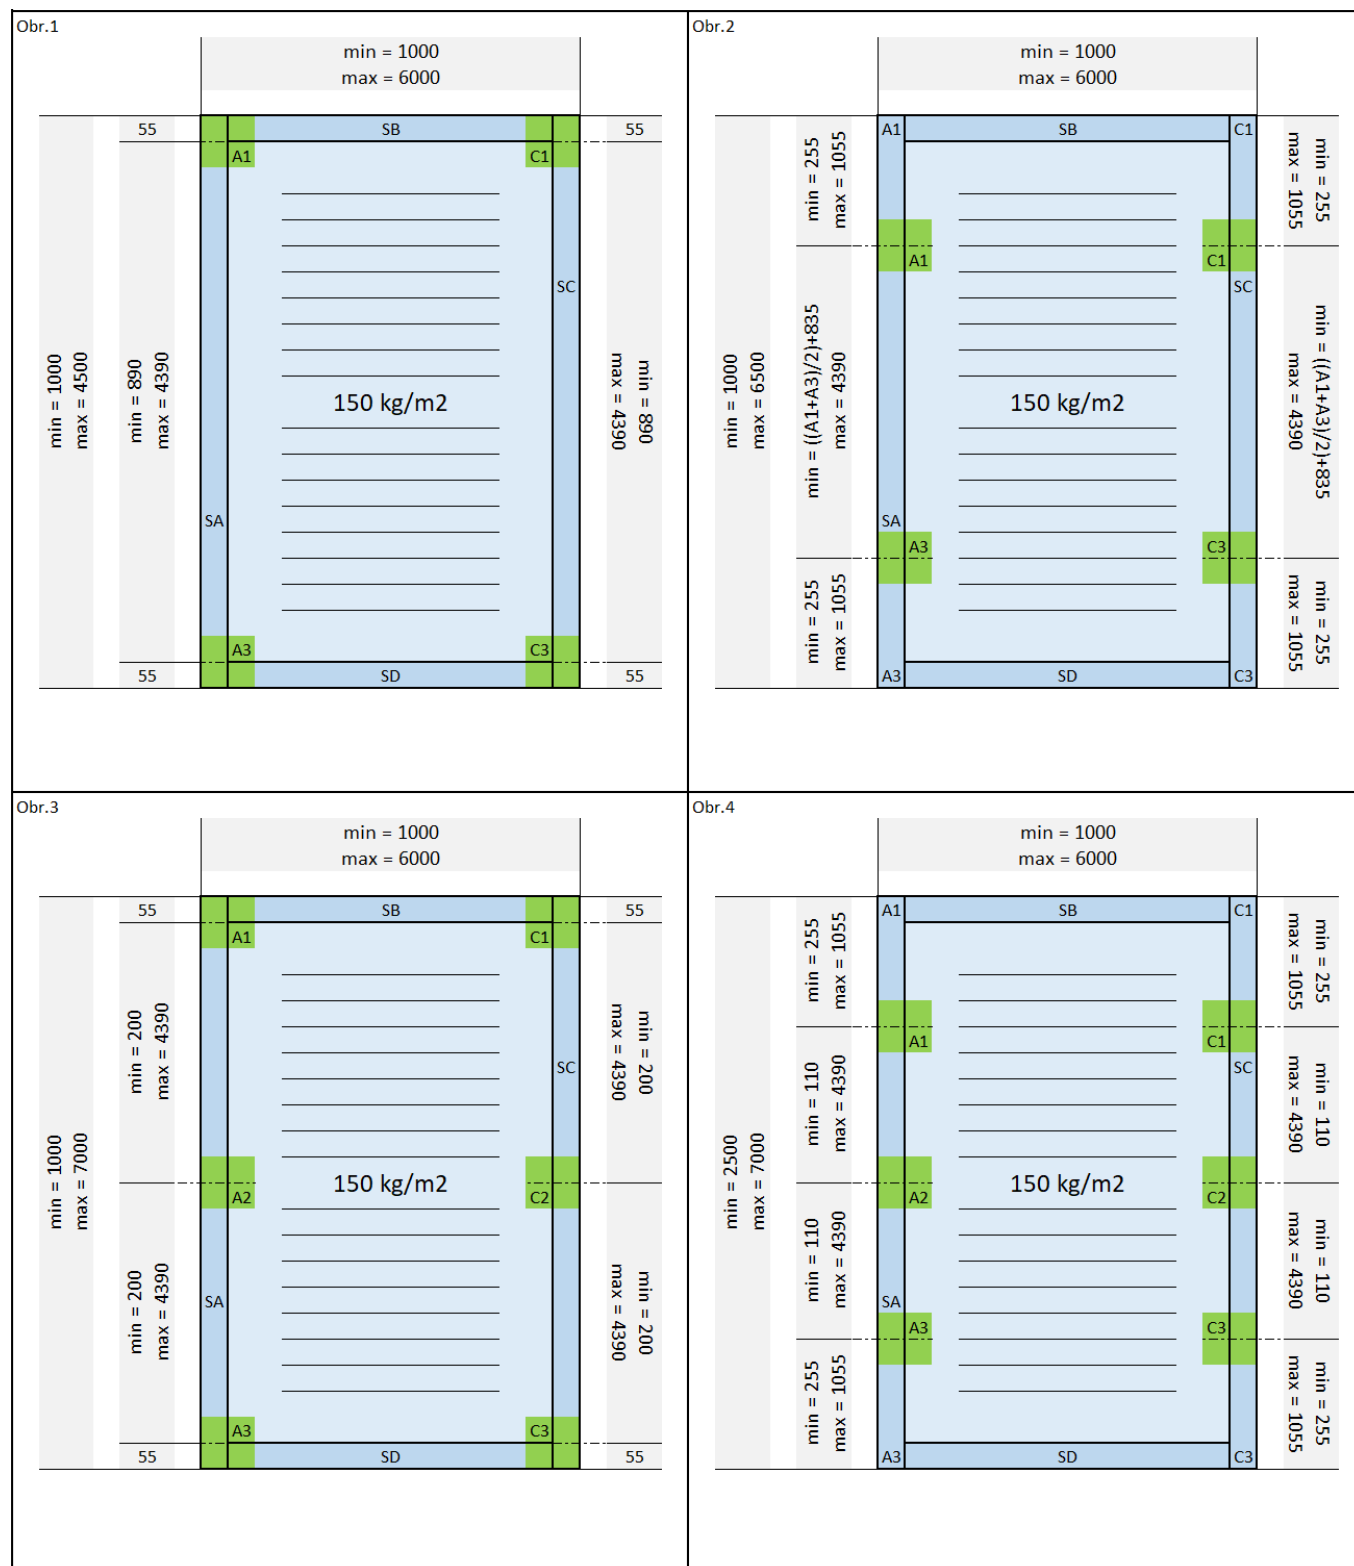 Obr.1
min = 1000
max = 6000
55
SB
55
A1
C1
SC
min = 1000
max = 4500
min = 890
max = 4390
150 kg/m2
min = 890
max = 4390
SA
A3
C3
55
SD
55
Obr.2
min = 1000
max = 6000
A1
SB
C1
min = 255
max = 1055
min = 255
max = 1055
A1
C1
SC
min = 1000
max = 6500
min = ((A1+A3)/2)+835
max = 4390
150 kg/m2
min = ((A1+A3)/2)+835
max = 4390
SA
A3
C3
min = 255
max = 1055
min = 255
max = 1055
A3
SD
C3
Obr.3
min = 1000
max = 6000
55
SB
55
A1
C1
min = 200
max = 4390
min = 200
max = 4390
SC
min = 1000
max = 7000
150 kg/m2
A2
C2
min = 200
max = 4390
min = 200
max = 4390
SA
A3
C3
55
SD
55
Obr.4
min = 1000
max = 6000
A1
SB
C1
min = 255
max = 1055
min = 255
max = 1055
A1
C1
SC
min = 110
max = 4390
min = 110
max = 4390
min = 2500
max = 7000
150 kg/m2
A2
C2
min = 110
max = 4390
min = 110
max = 4390
SA
A3
C3
min = 255
max = 1055
min = 255
max = 1055
A3
SD
C3